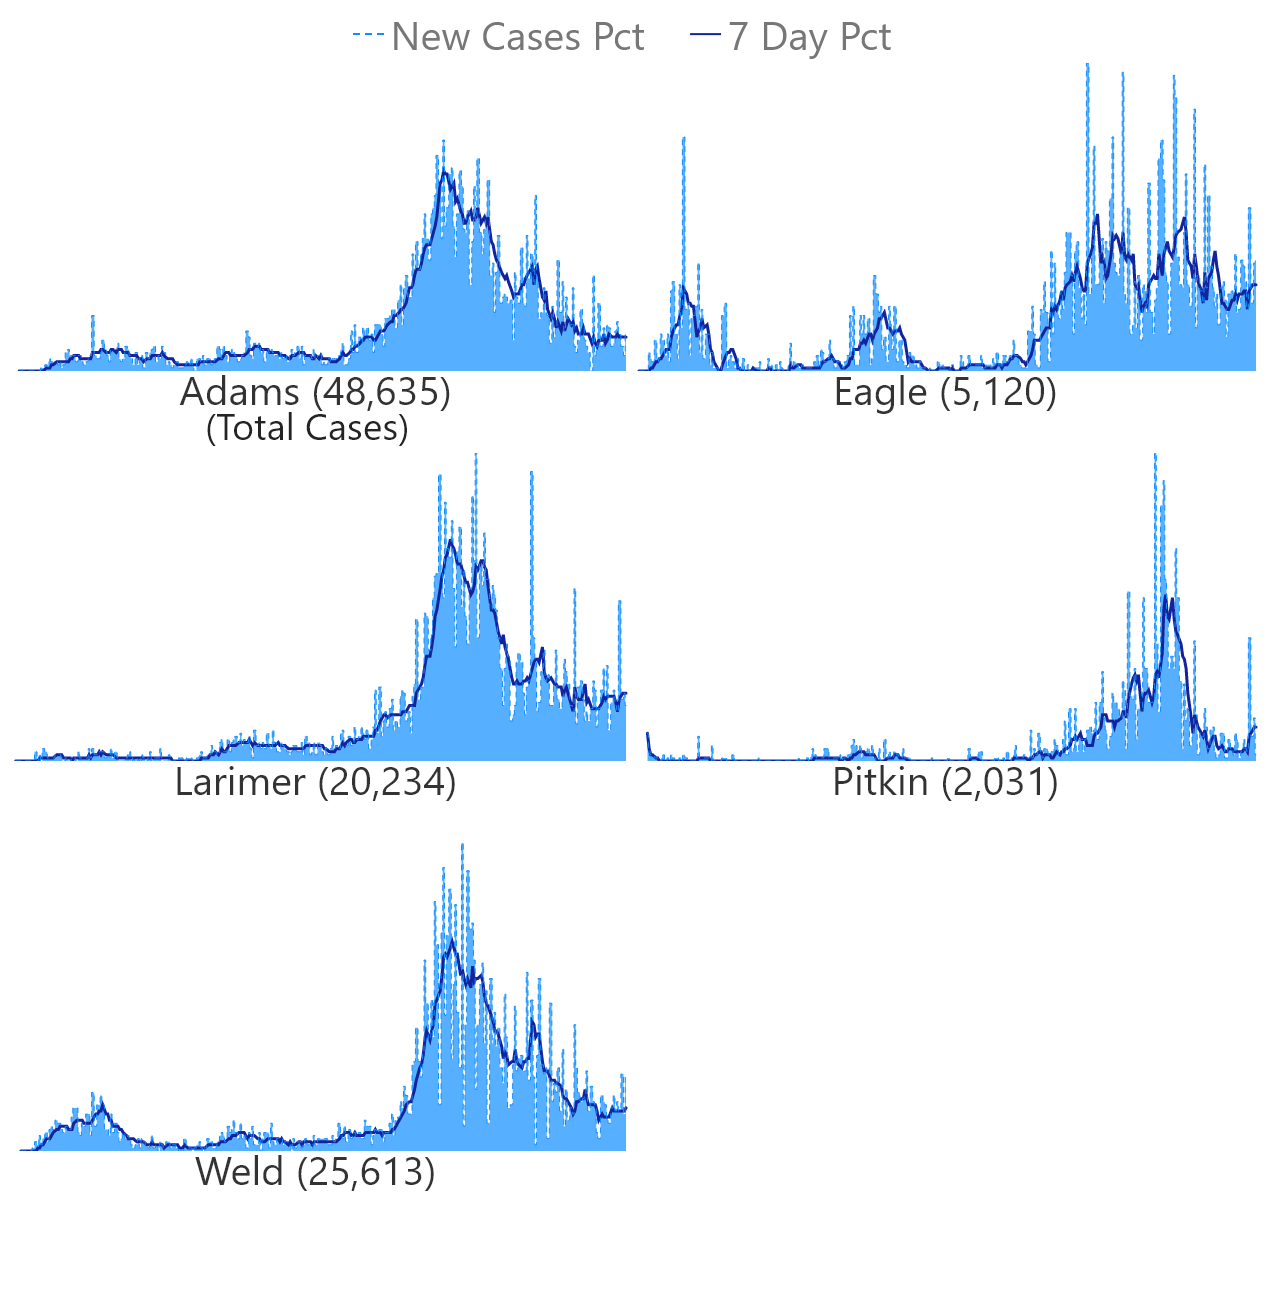 New Cases Pct 7 Day Pct
Adams (48,635) Eagle (5,120)
(Total Cases)
Larimer (20,234) Pitkin (2,031)
Weld (25,613)